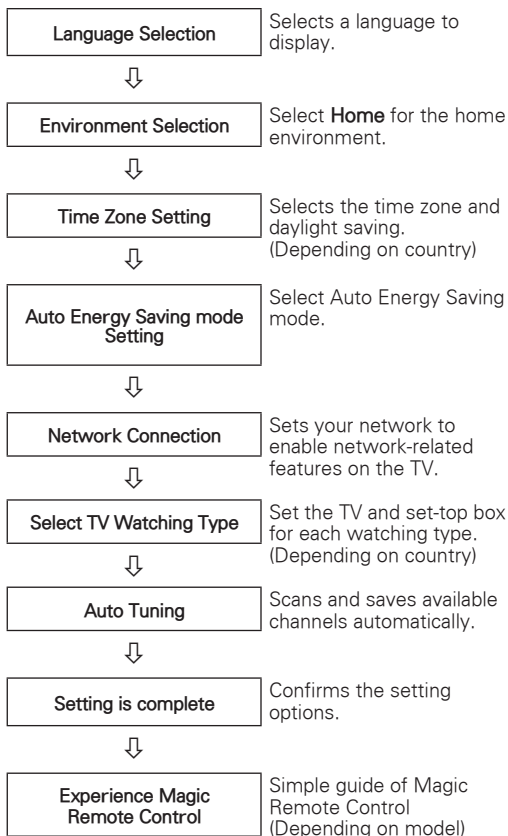 Language Selection
Selects a language to
display.
Environment Selection
Select Home for the home
environment.
Time Zone Setting
Selects the time zone and
daylight saving.
(Depending on country)
Auto Energy Saving mode
Setting
Select Auto Energy Saving
mode.
Network Connection
Sets your network to
enable network-related
features on the TV.
Select TV Watching Type
Set the TV and set-top box
for each watching type.
(Depending on country)
Auto Tuning
Scans and saves available
channels automatically.
Setting is complete
Confirms the setting
options.
Experience Magic
Remote Control
Simple guide of Magic
Remote Control
(Depending on model)